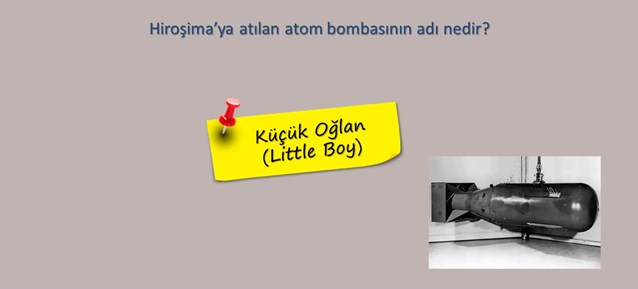 Hiroşima’ya atılan atom bombasının adı nedir?
Küçük Oğlan
(Little Boy)